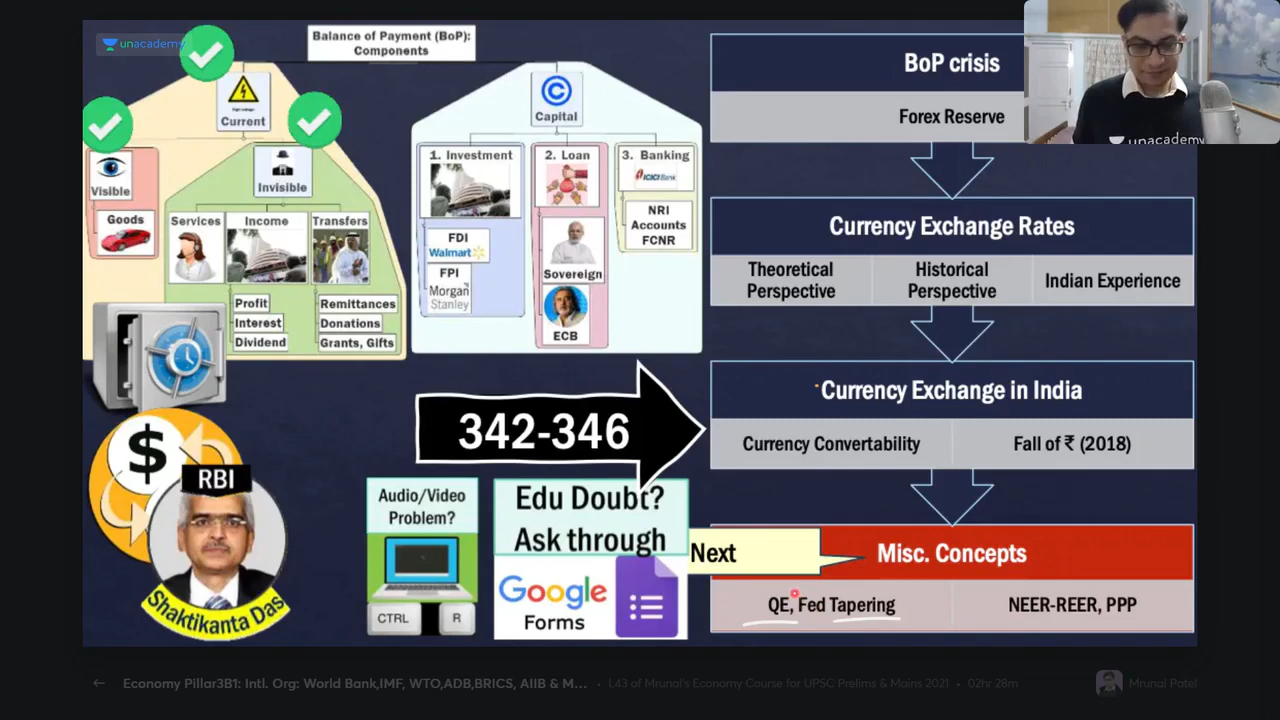 unacademy
Balance of Payment (BoP):
Components
Current
Visible
Goods
Invisible
Services
Income
Transfers
Profit
Interest
Dividend
Remittances
Donations
Grants, Gifts
Capital
1. Investment
FDI
Walmart
FPI
Morgan
Stanley
2. Loan
Sovereign
ECB
3. Banking
ICICI Bank
NRI
Accounts
FCNR
BoP crisis
Forex Reserve
unacademy
Currency Exchange Rates
Theoretical
Perspective
Historical
Perspective
Indian Experience
342-346
Currency Exchange in India
Currency Convertability
Fall of ₹ (2018)
$
RBI
Shaktikanta Das
Audio/Video
Problem?
CTRL
R
Edu Doubt?
Ask through
Google
Forms
Next
Misc. Concepts
QE, Fed Tapering
NEER-REER, PPP
← Economy Pillar3B1: Intl. Org: World Bank,IMF, WTO,ADB,BRICS, AIIB & M... • L43 of Mrunal's Economy Course for UPSC Prelims & Mains 2021 • 02hr 28m
Mrunal Patel